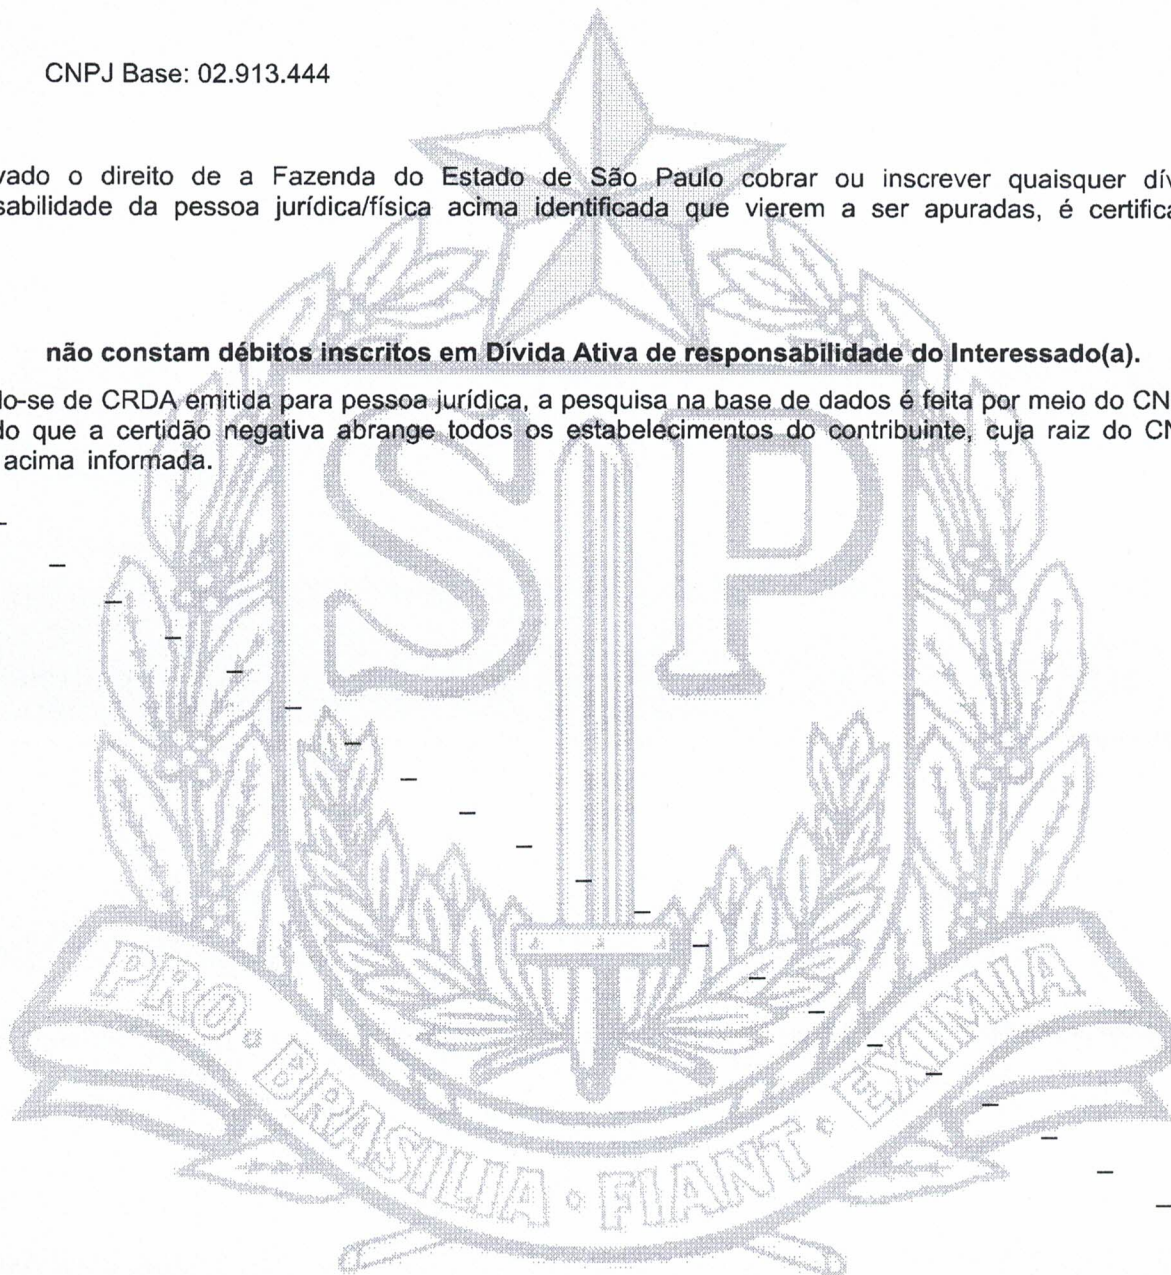 CNPJ Base: 02.913.444
vado o direito de a Fazenda do Estado de São Paulo cobrar ou inscrever quaisquer dív
sabilidade da pessoa jurídica/física acima identificada que vierem a ser apuradas, é certifica
não constam débitos inscritos em Dívida Ativa de responsabilidade do Interessado(a).
do-se de CRDA emitida para pessoa jurídica, a pesquisa na base de dados é feita por meio do CN
do que a certidão negativa abrange todos os estabelecimentos do contribuinte, cuja raiz do CN
acima informada.
SP
PRO • BRASILIA • FIANT • EXIMIA